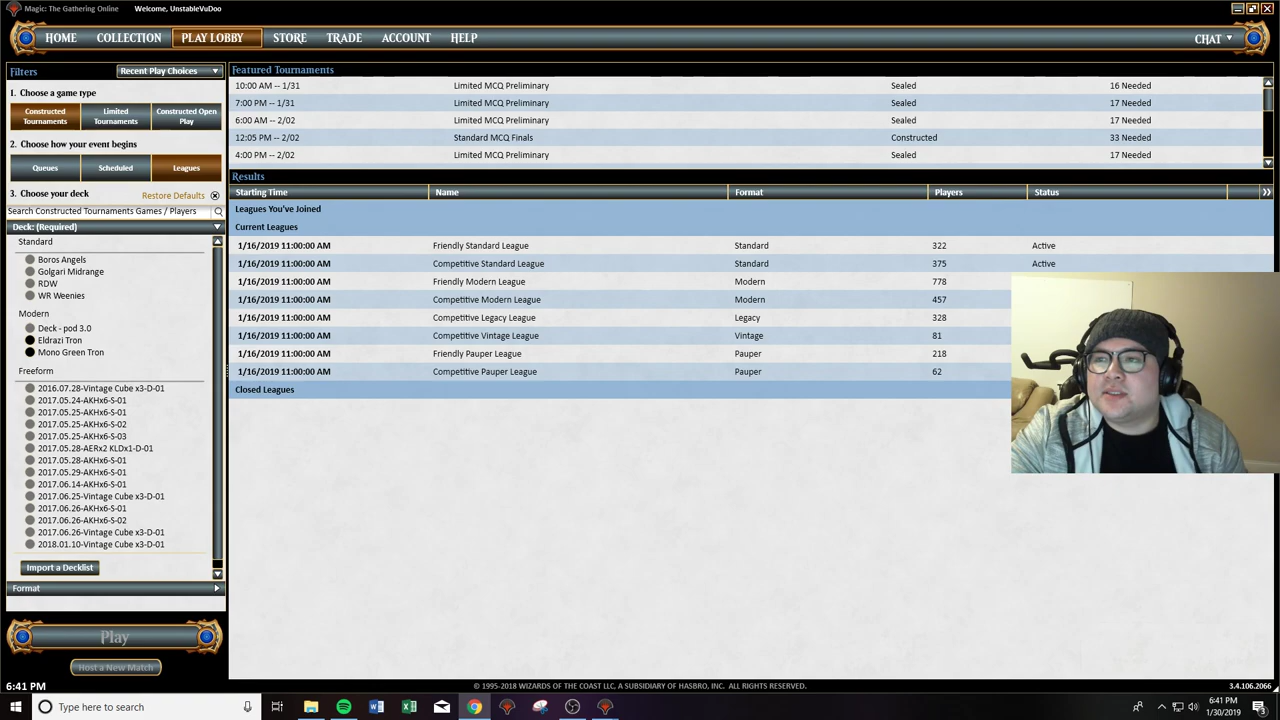 Magic: The Gathering Online Welcome, UnstableVuDoo
HOME COLLECTION PLAY LOBBY STORE TRADE ACCOUNT HELP CHAT
Filters Recent Play Choices
1. Choose a game type
Constructed Tournaments Limited Tournaments Constructed Open Play
2. Choose how your event begins
Queues Scheduled Leagues
3. Choose your deck Restore Defaults
Search Constructed Tournaments Games / Players
Deck: (Required)
Standard
Boros Angels
Golgari Midrange
RDW
WR Weenies
Modern
Deck - pod 3.0
Eldrazi Tron
Mono Green Tron
Freeform
2016.07.28-Vintage Cube x3-D-01
2017.05.24-AKHx6-S-01
2017.05.25-AKHx6-S-01
2017.05.25-AKHx6-S-02
2017.05.25-AKHx6-S-03
2017.05.28-AERx2 KLDx1-D-01
2017.05.28-AKHx6-S-01
2017.05.29-AKHx6-S-01
2017.06.14-AKHx6-S-01
2017.06.25-Vintage Cube x3-D-01
2017.06.26-AKHx6-S-01
2017.06.26-AKHx6-S-02
2017.06.26-Vintage Cube x3-D-01
2018.01.10-Vintage Cube x3-D-01
Import a Decklist
Format
Play
Host a New Match
6:41 PM
Featured Tournaments
10:00 AM -- 1/31 Limited MCQ Preliminary Sealed 16 Needed
7:00 PM -- 1/31 Limited MCQ Preliminary Sealed 17 Needed
6:00 AM -- 2/02 Limited MCQ Preliminary Sealed 17 Needed
12:05 PM -- 2/02 Standard MCQ Finals Constructed 33 Needed
4:00 PM -- 2/02 Limited MCQ Preliminary Sealed 17 Needed
Results
Starting Time Name Format Players Status
Leagues You've Joined
Current Leagues
1/16/2019 11:00:00 AM Friendly Standard League Standard 322 Active
1/16/2019 11:00:00 AM Competitive Standard League Standard 375 Active
1/16/2019 11:00:00 AM Friendly Modern League Modern 778
1/16/2019 11:00:00 AM Competitive Modern League Modern 457
1/16/2019 11:00:00 AM Competitive Legacy League Legacy 328
1/16/2019 11:00:00 AM Competitive Vintage League Vintage 81
1/16/2019 11:00:00 AM Friendly Pauper League Pauper 218
1/16/2019 11:00:00 AM Competitive Pauper League Pauper 62
Closed Leagues
© 1995-2018 WIZARDS OF THE COAST LLC, A SUBSIDIARY OF HASBRO, INC. ALL RIGHTS RESERVED. 3.4.106.2066
Type here to search
6:41 PM
1/30/2019